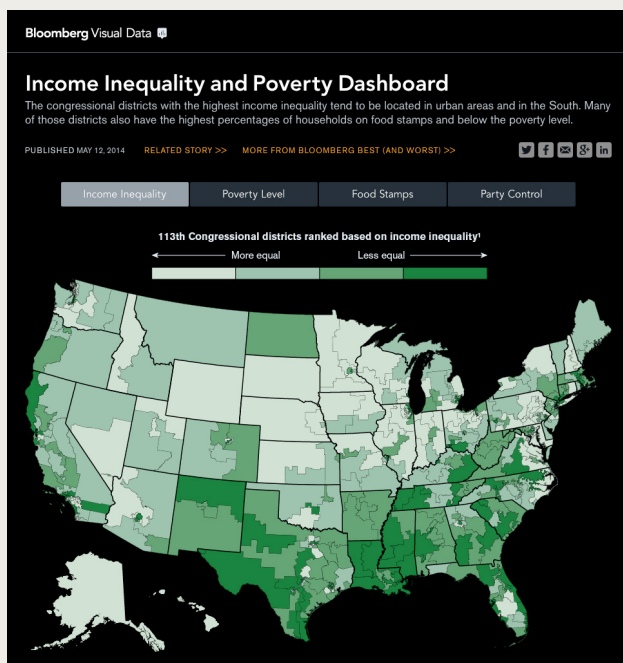 Bloomberg Visual Data
Income Inequality and Poverty Dashboard
The congressional districts with the highest income inequality tend to be located in urban areas and in the South. Many
of those districts also have the highest percentages of households on food stamps and below the poverty level.
PUBLISHED MAY 12, 2014 RELATED STORY >> MORE FROM BLOOMBERG BEST (AND WORST) >>
Income Inequality Poverty Level Food Stamps Party Control
113th Congressional districts ranked based on income inequality¹
More equal Less equal